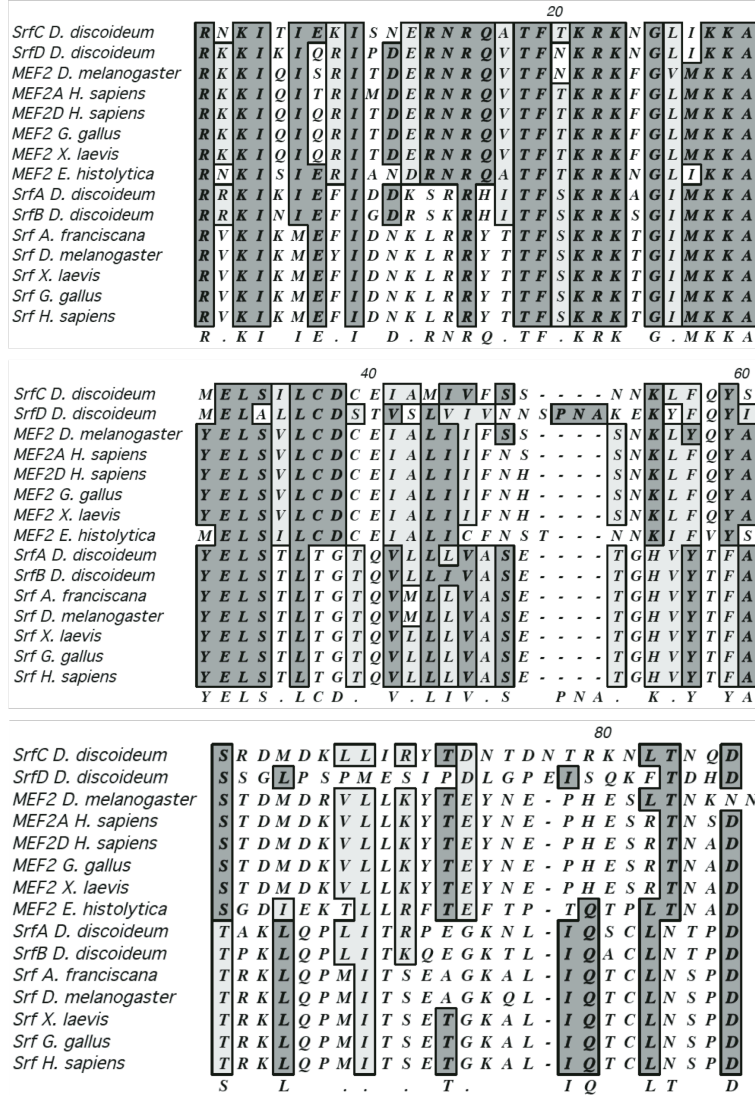 20
SrfC D. discoideum R N K I T I E K I S N E R N R Q A T F T K R K N G L I K K A
SrfD D. discoideum R K K I K I Q R I P D E R N R Q V T F N K R K N G L I K K A
MEF2 D. melanogaster R K K I Q I S R I T D E R N R Q V T F N K R K F G V M K K A
MEF2A H. sapiens R K K I Q I T R I M D E R N R Q V T F T K R K F G V M K K A
MEF2D H. sapiens R K K I Q I Q R I T D E R N R Q V T F T K R K F G V M K K A
MEF2 G. gallus R K K I Q I Q R I T D E R N R Q V T F T K R K F G V M K K A
MEF2 X. laevis R K K I Q I Q R I T D E R N R Q V T F T K R K F G V M K K A
MEF2 E. histolytica R N K I S I E R I A N D R N R Q A T F T K R K N G L I K K A
SrfA D. discoideum R R K I K I E F I D D K S R R H I T F S K R K A G I M K K A
SrfB D. discoideum R R K I N I E F I G D R S K R H I T F S K R K S G I M K K A
Srf A. franciscana R V K I K M E F I D N K L R R Y T T F S K R K T G I M K K A
Srf D. melanogaster R V K I K M E Y I D N K L R R Y T T F S K R K T G I M K K A
Srf X. laevis R V K I K M E F I D N K L R R Y T T F S K R K T G I M K K A
Srf G. gallus R V K I K M E F I D N K L R R Y T T F S K R K T G I M K K A
Srf H. sapiens R V K I K M E F I D N K L R R Y T T F S K R K T G I M K K A
R . K I I E . I D . R N R Q . T F . K R K G . M K K A
40 60
SrfC D. discoideum M E L S I L C D C E I A M I V F S S - - - - N N K L F Q Y S
SrfD D. discoideum M E L A L L C D S T V S L V I V N N S P N A K E K Y F Q Y I
MEF2 D. melanogaster Y E L S V L C D C E I A L I I F S S - - - - S N K L Y Q Y A
MEF2A H. sapiens Y E L S V L C D C E I A L I I F N S - - - - S N K L F Q Y A
MEF2D H. sapiens Y E L S V L C D C E I A L I I F N H - - - - S N K L F Q Y A
MEF2 G. gallus Y E L S V L C D C E I A L I I F N H - - - - S N K L F Q Y A
MEF2 X. laevis Y E L S V L C D C E I A L I I F N H - - - - S N K L F Q Y A
MEF2 E. histolytica M E L S I L C D C E I A L I C F N S T - - - N N K I F V Y S
SrfA D. discoideum Y E L S T L T G T Q V L L L V A S E - - - - T G H V Y T F A
SrfB D. discoideum Y E L S T L T G T Q V L L I V A S E - - - - T G H V Y T F A
Srf A. franciscana Y E L S T L T G T Q V M L L V A S E - - - - T G H V Y T F A
Srf D. melanogaster Y E L S T L T G T Q V M L L V A S E - - - - T G H V Y T F A
Srf X. laevis Y E L S T L T G T Q V L L L V A S E - - - - T G H V Y T F A
Srf G. gallus Y E L S T L T G T Q V L L L V A S E - - - - T G H V Y T F A
Srf H. sapiens Y E L S T L T G T Q V L L L V A S E - - - - T G H V Y T F A
Y E L S . L C D . V . L I V . S P N A . K . Y Y A
80
SrfC D. discoideum S R D M D K L L I R Y T D N T D N T R K N L T N Q D
SrfD D. discoideum S S G L P S P M E S I P D L G P E I S Q K F T D H D
MEF2 D. melanogaster S T D M D R V L L K Y T E Y N E - P H E S L T N K N N
MEF2A H. sapiens S T D M D K V L L K Y T E Y N E - P H E S R T N S D
MEF2D H. sapiens S T D M D K V L L K Y T E Y N E - P H E S R T N A D
MEF2 G. gallus S T D M D K V L L K Y T E Y N E - P H E S R T N A D
MEF2 X. laevis S T D M D K V L L K Y T E Y N E - P H E S R T N A D
MEF2 E. histolytica S G D I E K T L L R F T E F T P - T Q T P L T N A D
SrfA D. discoideum T A K L Q P L I T R P E G K N L - I Q S C L N T P D
SrfB D. discoideum T P K L Q P L I T K Q E G K T L - I Q A C L N T P D
Srf A. franciscana T R K L Q P M I T S E A G K A L - I Q T C L N S P D
Srf D. melanogaster T R K L Q P M I T S E A G K Q L - I Q T C L N S P D
Srf X. laevis T R K L Q P M I T S E T G K A L - I Q T C L N S P D
Srf G. gallus T R K L Q P M I T S E T G K A L - I Q T C L N S P D
Srf H. sapiens T R K L Q P M I T S E T G K A L - I Q T C L N S P D
S L . . . T . I Q L T D